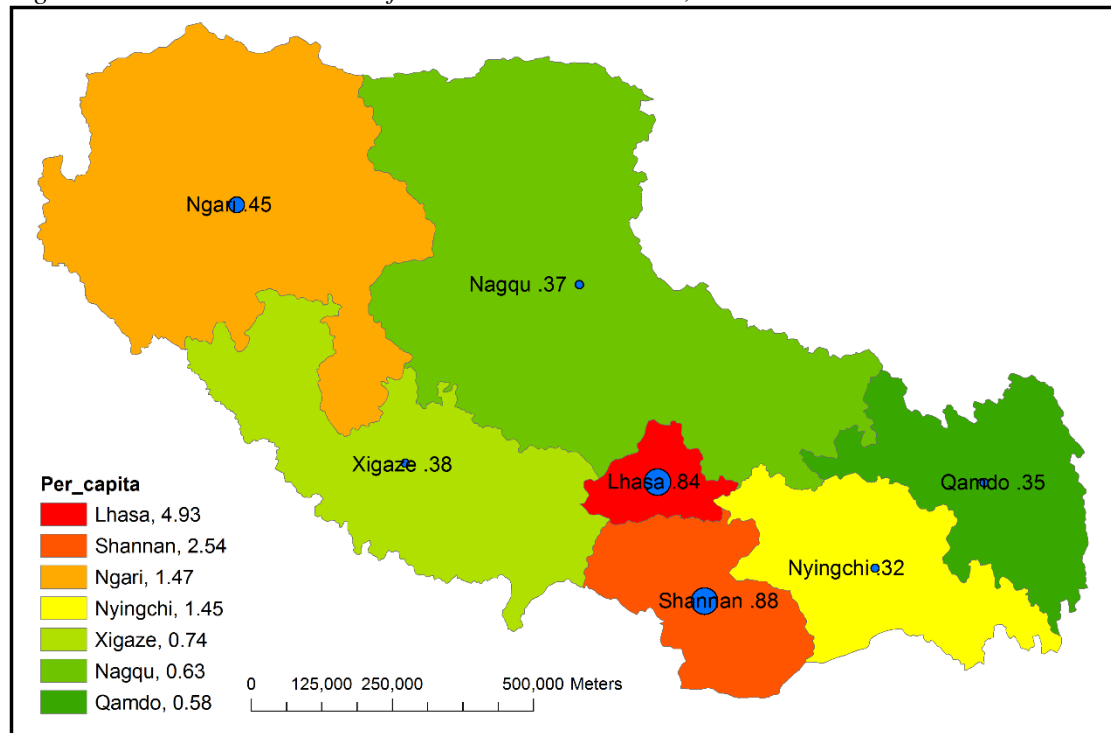 Ngari .45
Nagqu .37
Xigaze .38
Lhasa .84
Qamdo .35
Nyingchi .32
Shannan .88
Per_capita
Lhasa, 4.93
Shannan, 2.54
Ngari, 1.47
Nyingchi, 1.45
Xigaze, 0.74
Nagqu, 0.63
Qamdo, 0.58
0 125,000 250,000 500,000 Meters